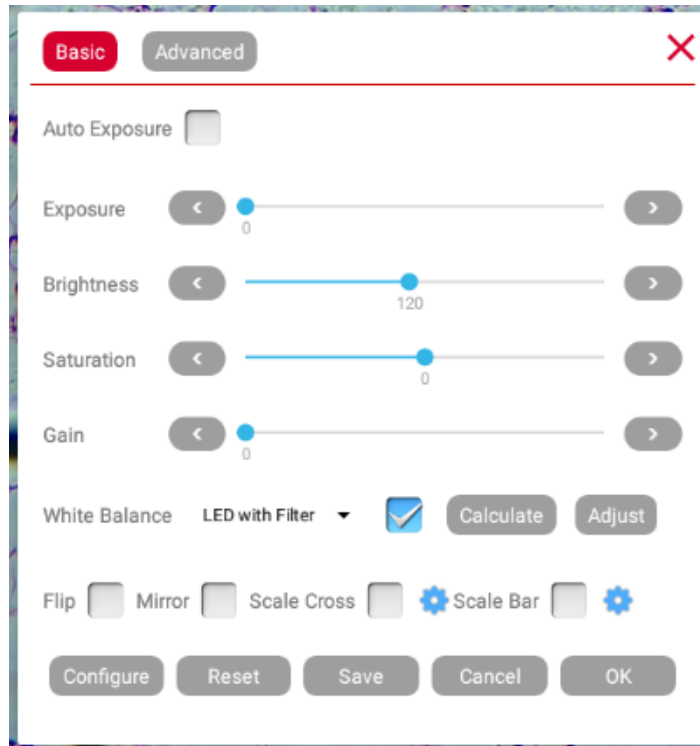 Basic Advanced
Auto Exposure
Exposure
0
Brightness
120
Saturation
0
Gain
0
White Balance LED with Filter Calculate Adjust
Flip Mirror Scale Cross Scale Bar
Configure Reset Save Cancel OK